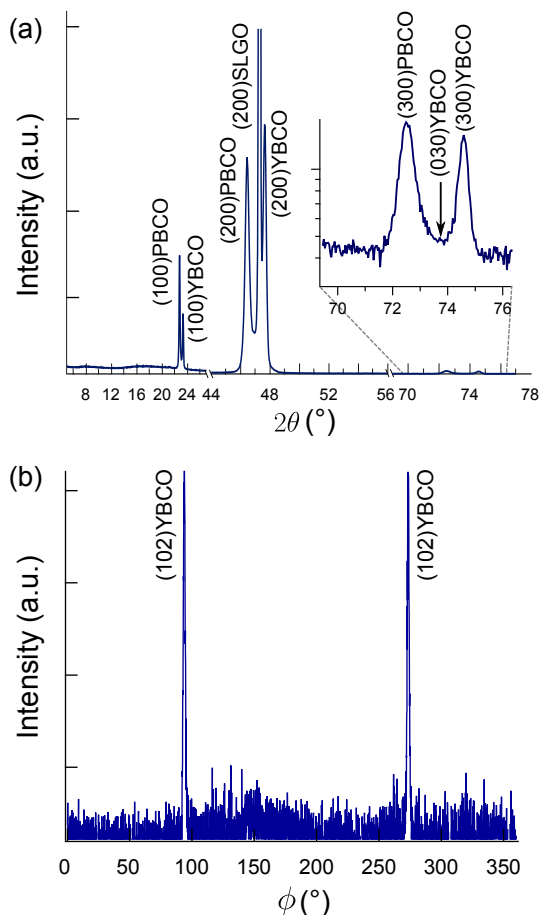 (a)
Intensity (a.u.)
(100)PBCO
(100)YBCO
(200)PBCO
(200)SLGO
(200)YBCO
(300)PBCO
(030)YBCO
(300)YBCO
70 72 74 76
8 12 16 20 24 44 48 52 56 70 74 78
2θ (°)
(b)
Intensity (a.u.)
(102)YBCO
(102)YBCO
0 50 100 150 200 250 300 350
ϕ (°)